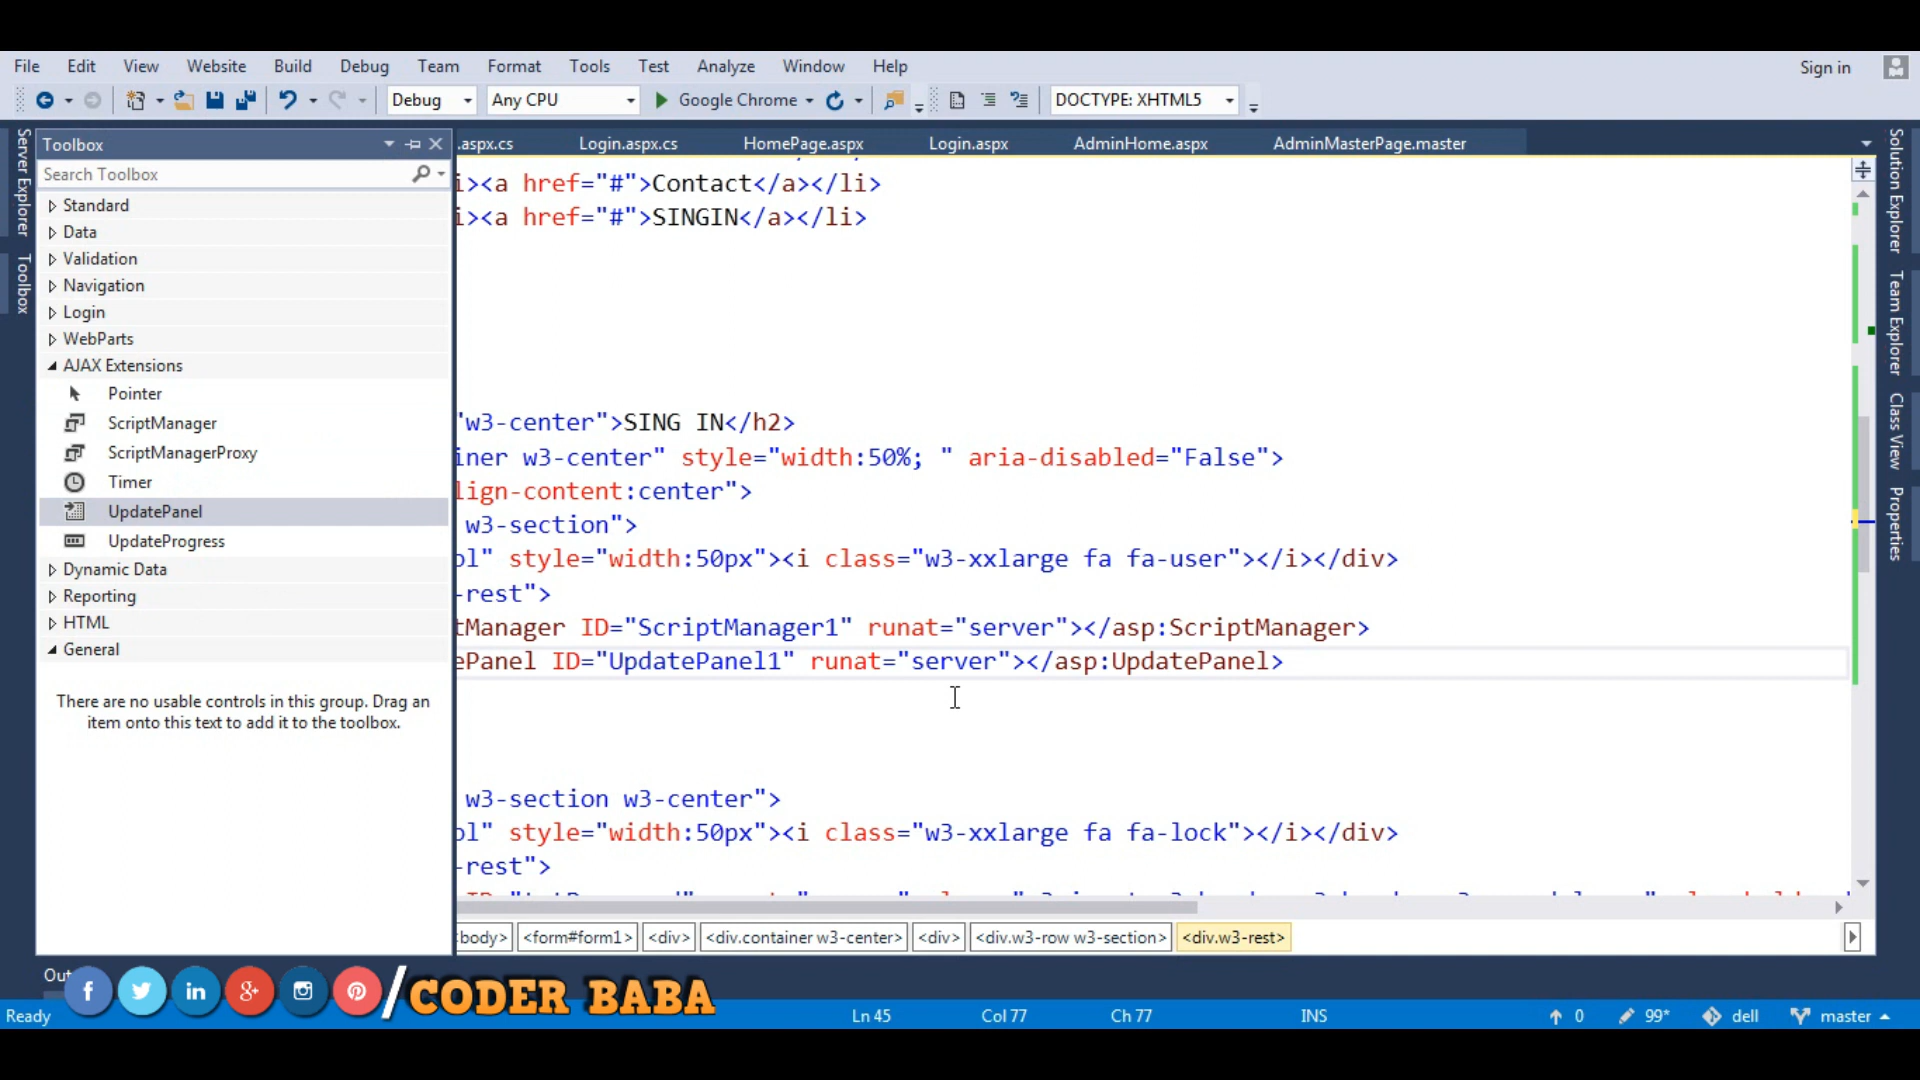 File Edit View Website Build Debug Team Format Tools Test Analyze Window Help Sign in
Debug Any CPU Google Chrome DOCTYPE: XHTML5
Toolbox
.aspx.cs Login.aspx.cs HomePage.aspx Login.aspx AdminHome.aspx AdminMasterPage.master
Search Toolbox
Standard
Data
Validation
Navigation
Login
WebParts
AJAX Extensions
Pointer
ScriptManager
ScriptManagerProxy
Timer
UpdatePanel
UpdateProgress
Dynamic Data
Reporting
HTML
General
There are no usable controls in this group. Drag an
item onto this text to add it to the toolbox.
Server Explorer
Toolbox
i><a href="#">Contact</a></li>
i><a href="#">SINGIN</a></li>
"w3-center">SING IN</h2>
iner w3-center" style="width:50%; " aria-disabled="False">
lign-content:center">
w3-section">
ol" style="width:50px"><i class="w3-xxlarge fa fa-user"></i></div>
-rest">
tManager ID="ScriptManager1" runat="server"></asp:ScriptManager>
ePanel ID="UpdatePanel1" runat="server"></asp:UpdatePanel>
w3-section w3-center">
ol" style="width:50px"><i class="w3-xxlarge fa fa-lock"></i></div>
-rest">
Solution Explorer
Team Explorer
Class View
Properties
<body> <form#form1> <div> <div.container w3-center> <div> <div.w3-row w3-section> <div.w3-rest>
Out
f in g+ /CODER BABA
Ready Ln 45 Col 77 Ch 77 INS 0 99* dell master